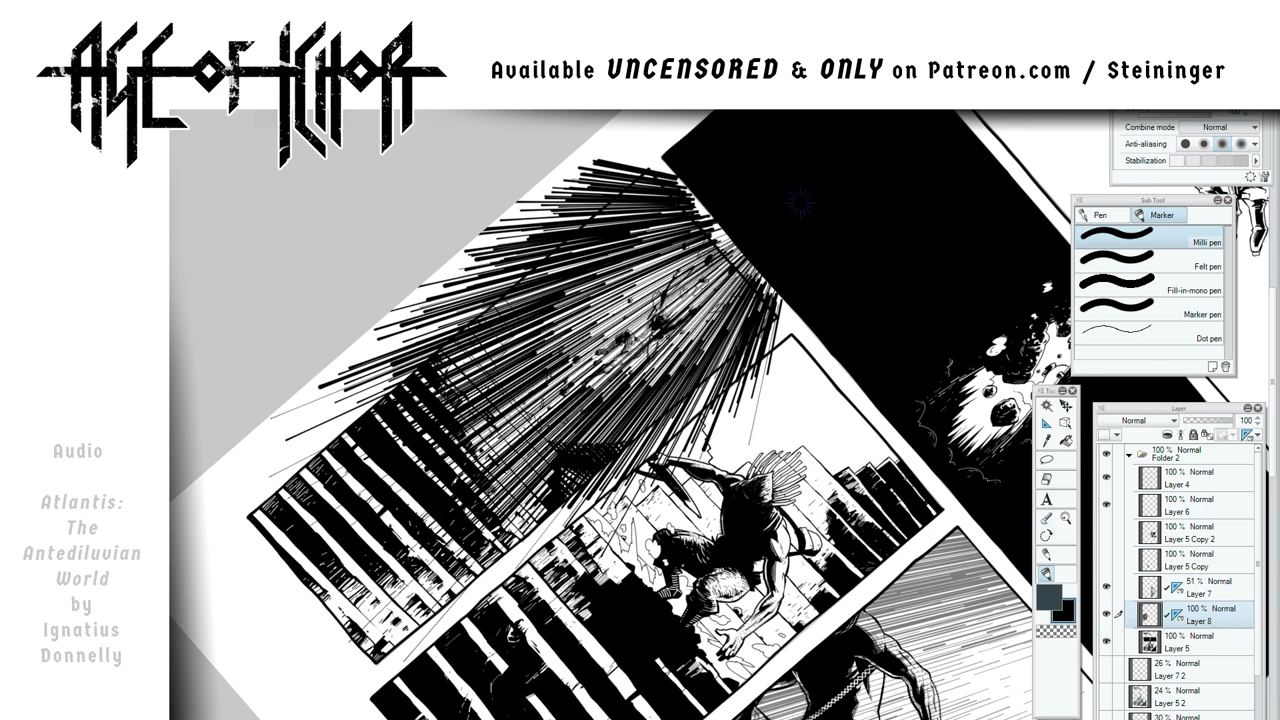 AGE OF ICHOR
Available UNCENSORED & ONLY on Patreon.com / Steininger
Combine mode Normal
Anti-aliasing
Stabilization
Sub Tool
Pen Marker
Milli pen
Felt pen
Fill-in-mono pen
Marker pen
Dot pen
Layer
Normal 100
100 % Normal
Folder 2
100 % Normal
Layer 4
100 % Normal
Layer 6
100 % Normal
Layer 5 Copy 2
100 % Normal
Layer 5 Copy
51 % Normal
Layer 7
100 % Normal
Layer 8
100 % Normal
Layer 5
26 % Normal
Layer 7 2
24 % Normal
Layer 5 2
30 % Normal
A
Audio
Atlantis:
The
Antediluvian
World
by
Ignatius
Donnelly